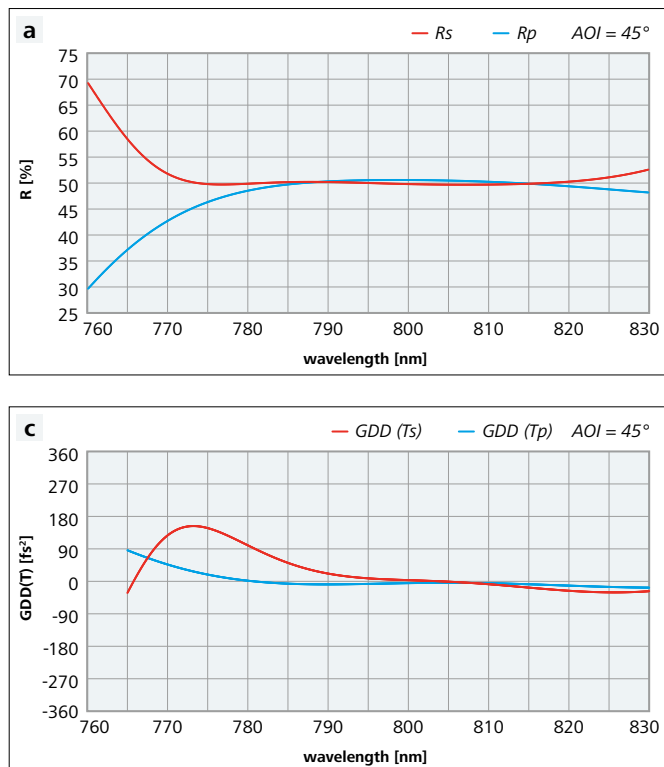 a
Rs Rp AOI = 45°
R [%]
75
70
65
60
55
50
45
40
35
30
25
760 770 780 790 800 810 820 830
wavelength [nm]
c
GDD (Ts) GDD (Tp) AOI = 45°
GDD(T) [fs²]
360
270
180
90
0
-90
-180
-270
-360
760 770 780 790 800 810 820 830
wavelength [nm]